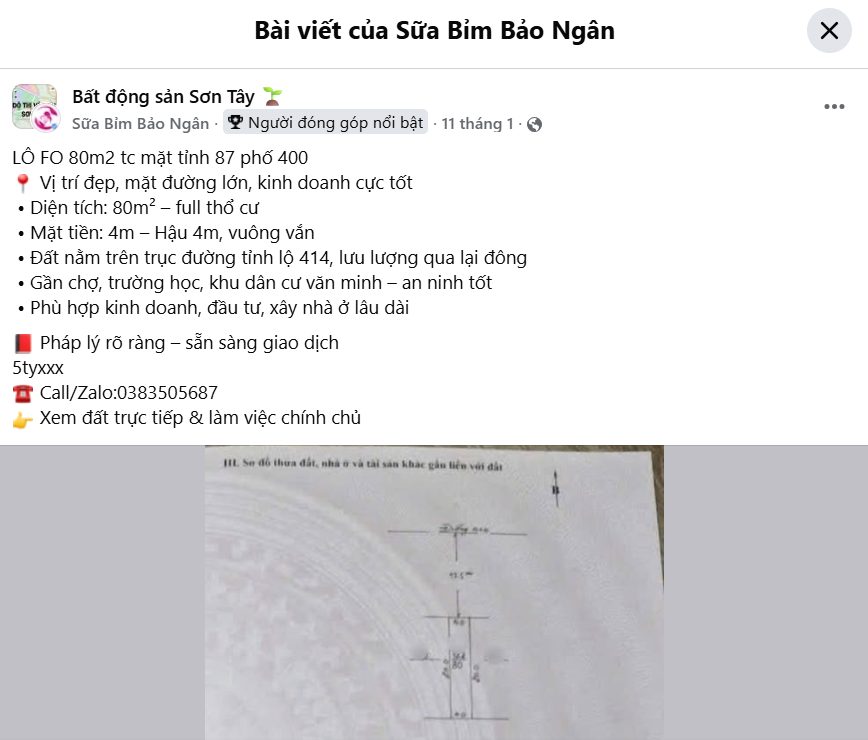 Bài viết của Sữa Bỉm Bảo Ngân
Bất động sản Sơn Tây 🌱
Sữa Bỉm Bảo Ngân · Người đóng góp nổi bật · 11 tháng 1 ·
LÔ FO 80m2 tc mặt tỉnh 87 phố 400
📍 Vị trí đẹp, mặt đường lớn, kinh doanh cực tốt
• Diện tích: 80m² – full thổ cư
• Mặt tiền: 4m – Hậu 4m, vuông vắn
• Đất nằm trên trục đường tỉnh lộ 414, lưu lượng qua lại đông
• Gần chợ, trường học, khu dân cư văn minh – an ninh tốt
• Phù hợp kinh doanh, đầu tư, xây nhà ở lâu dài
📕 Pháp lý rõ ràng – sẵn sàng giao dịch
5tyxxx
☎️ Call/Zalo:0383505687
👉 Xem đất trực tiếp & làm việc chính chủ
III. Sơ đồ thửa đất, nhà ở và tài sản khác gắn liền với đất
B
80